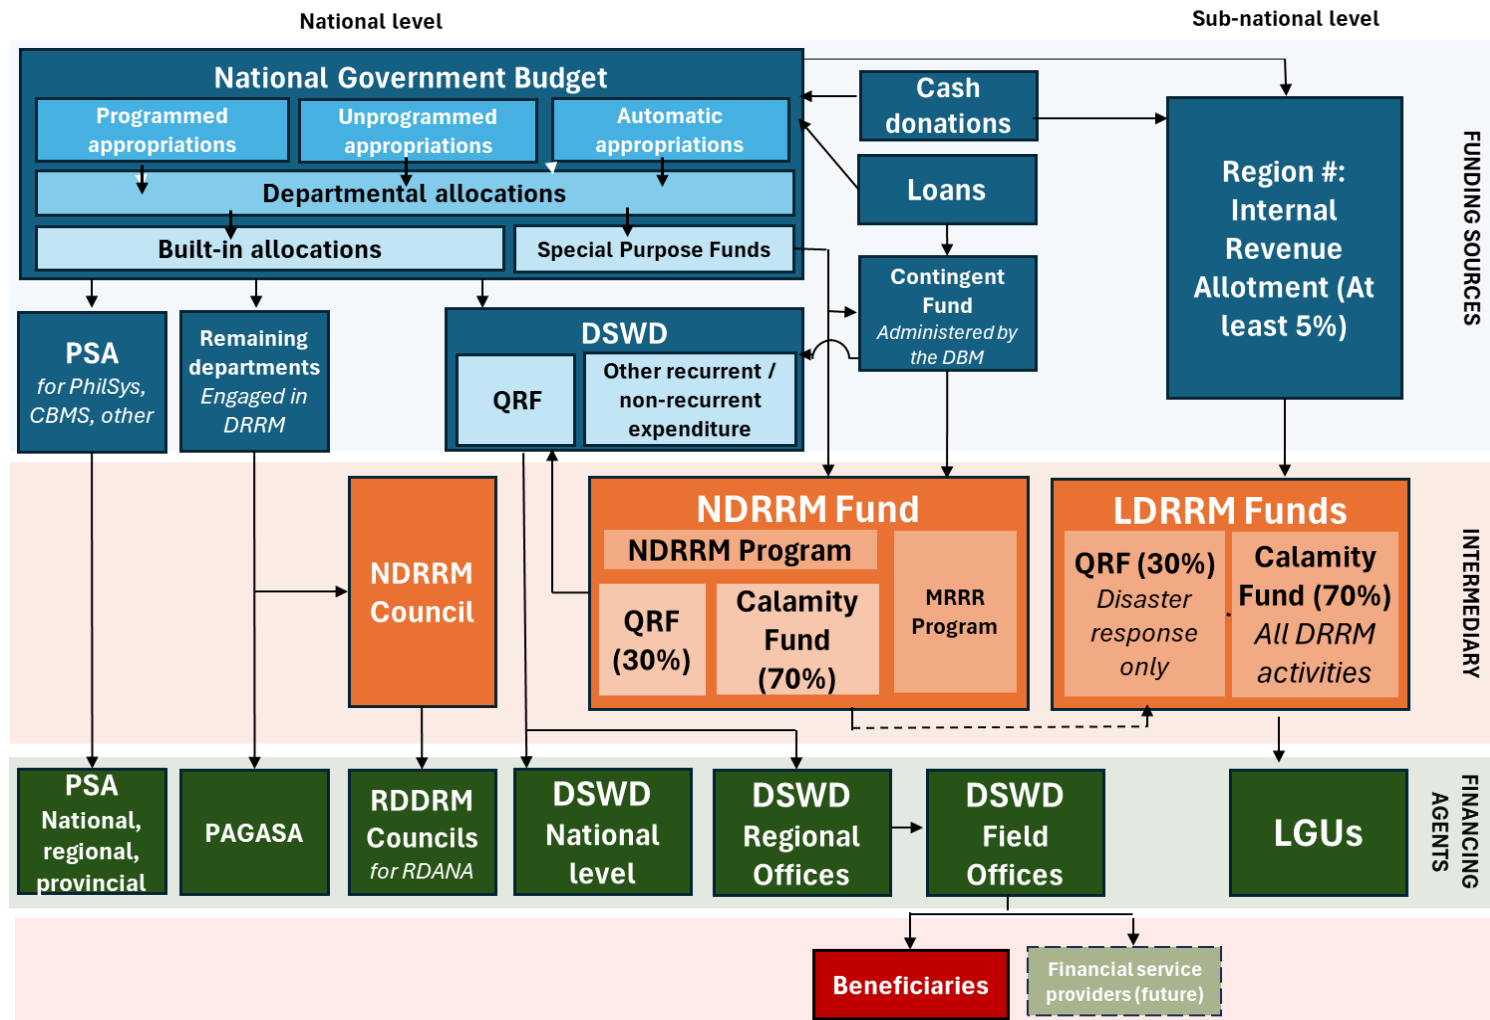 National level
Sub-national level
National Government Budget
Programmed
appropriations
Unprogrammed
appropriations
Automatic
appropriations
Departmental allocations
Built-in allocations
Special Purpose Funds
Cash
donations
Loans
Contingent
Fund
Administered by
the DBM
Region #:
Internal
Revenue
Allotment (At
least 5%)
FUNDING SOURCES
PSA
for PhilSys,
CBMS, other
Remaining
departments
Engaged in
DRRM
DSWD
QRF
Other recurrent /
non-recurrent
expenditure
NDRRM
Council
NDRRM Fund
NDRRM Program
QRF
(30%)
Calamity
Fund
(70%)
MRRR
Program
LDRRM Funds
QRF (30%)
Disaster
response
only
Calamity
Fund (70%)
All DRRM
activities
INTERMEDIARY
PSA
National,
regional,
provincial
PAGASA
RDDRM
Councils
for RDANA
DSWD
National
level
DSWD
Regional
Offices
DSWD
Field
Offices
LGUs
FINANCING
AGENTS
Beneficiaries
Financial service
providers (future)